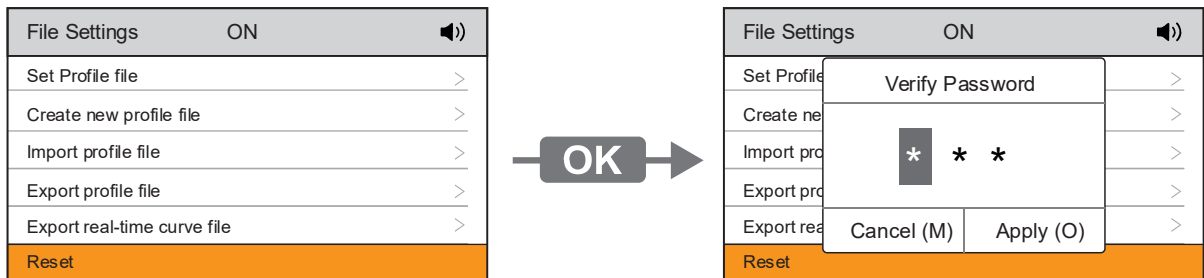 File Settings ON
Set Profile file
Create new profile file
Import profile file
Export profile file
Export real-time curve file
Reset
OK
File Settings ON
Set Profile
Create ne
Import pro
Export pro
Export rea
Reset
Verify Password
* * *
Cancel (M) Apply (O)